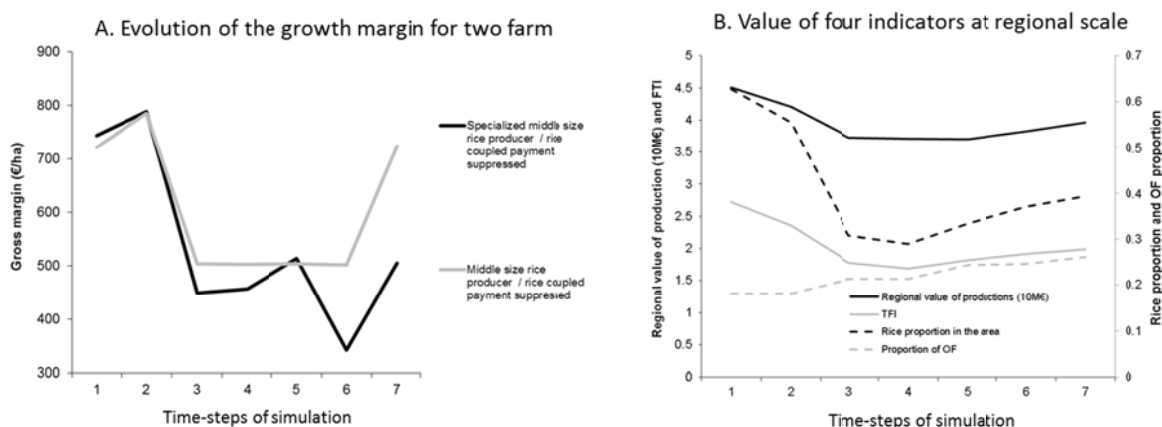 A. Evolution of the growth margin for two farm
900
800
700
600
500
400
300
Gross margin (€/ha)
1 2 3 4 5 6 7
Time-steps of simulation
Specialized middle size
rice producer / rice
coupled payment
suppressed
Middle size rice
producer / rice coupled
payment suppressed
B. Value of four indicators at regional scale
Regional value of production (10M€) and FTI
5
4.5
4
3.5
3
2.5
2
1.5
1
0.5
0
Regional value of productions (10M€)
TFI
Rice proportion in the area
Proportion of OF
1 2 3 4 5 6 7
Time-steps of simulation
0.7
0.6
0.5
0.4
0.3
0.2
0.1
0
Rice proportion and OF proportion